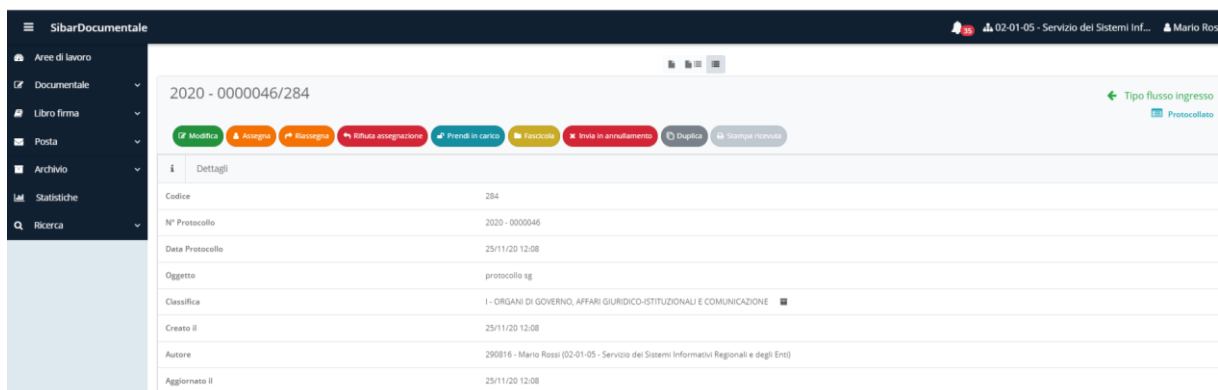 SibarDocumentale 35 02-01-05 - Servizio dei Sistemi Inf... Mario Ros
Aree di lavoro
Documentale
Libro firma
Posta
Archivio
Statistiche
Ricerca
2020 - 0000046/284
Tipo flusso ingresso
Protocollato
Modifica Assegna Riassegna Rifiuta assegnazione Prendi in carico Fascicola Invia in annullamento Duplica Stampa ricevuta
i Dettagli
Codice 284
N° Protocollo 2020 - 0000046
Data Protocollo 25/11/20 12:08
Oggetto protocollo sg
Classifica I - ORGANI DI GOVERNO, AFFARI GIURIDICO-ISTITUZIONALI E COMUNICAZIONE
Creato il 25/11/20 12:08
Autore 290816 - Mario Rossi (02-01-05 - Servizio dei Sistemi Informativi Regionali e degli Enti)
Aggiornato il 25/11/20 12:08